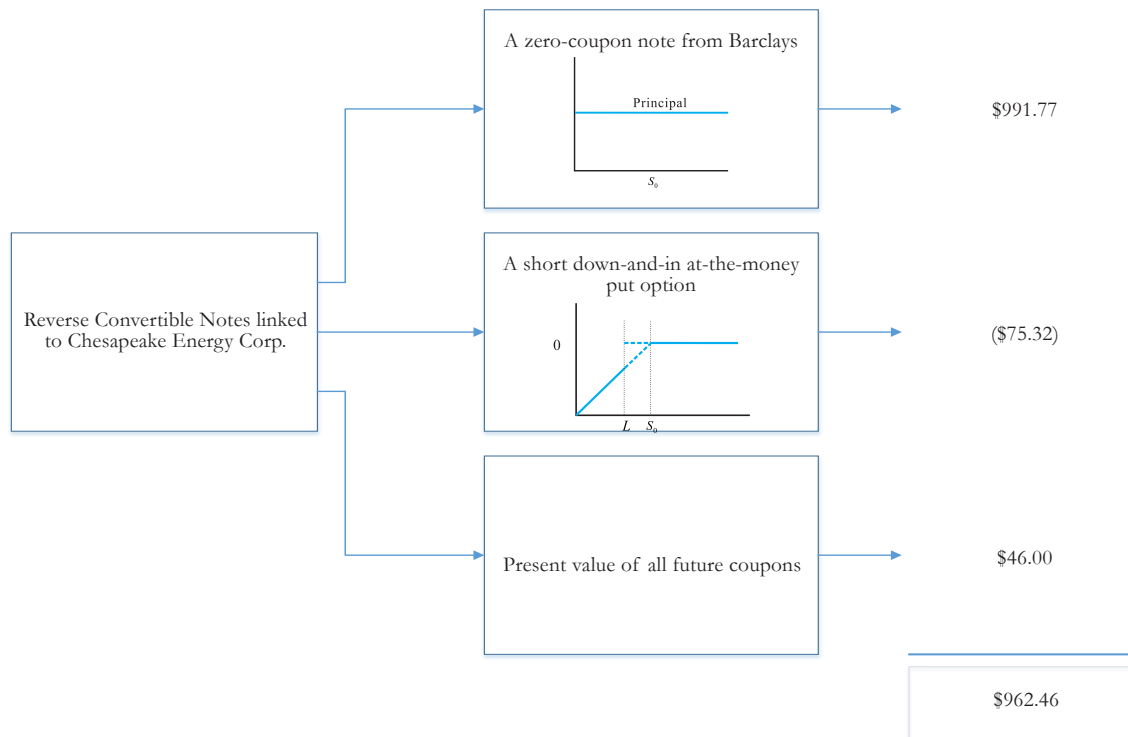 A zero-coupon note from Barclays
Principal
$991.77
S₀
A short down-and-in at-the-money
put option
Reverse Convertible Notes linked
to Chesapeake Energy Corp.
0
($75.32)
L
S₀
Present value of all future coupons
$46.00
$962.46